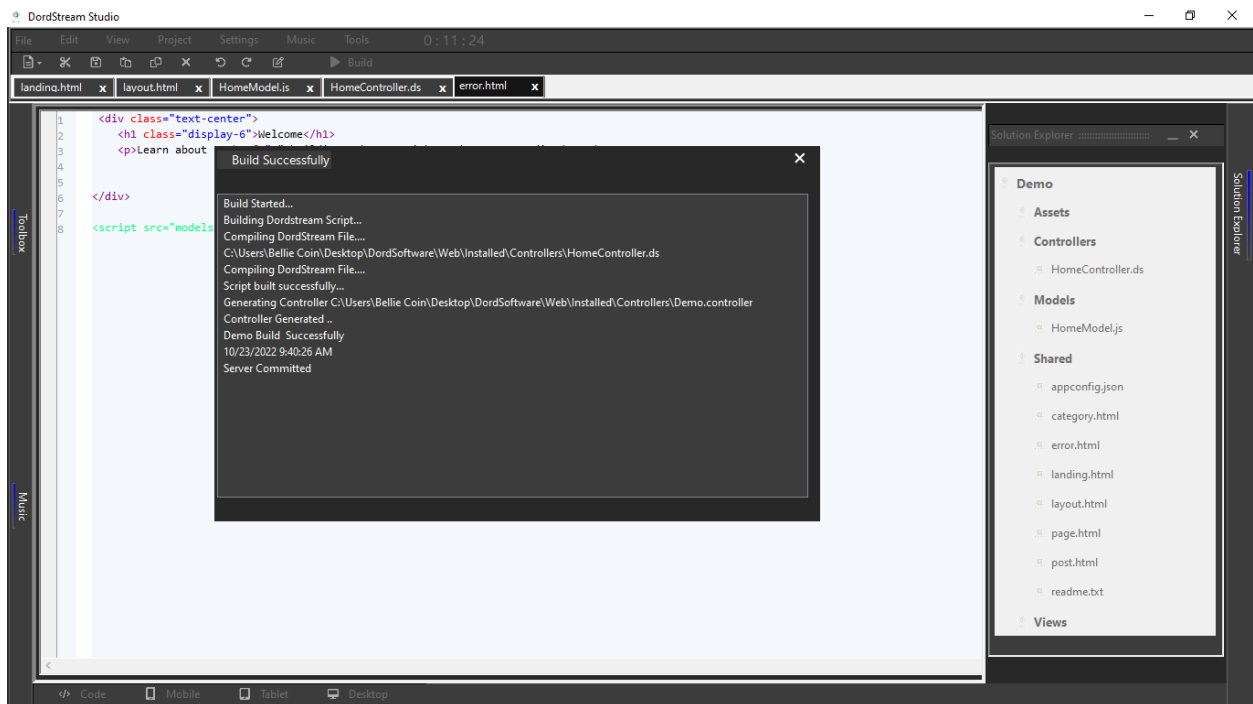 DordStream Studio
File Edit View Project Settings Music Tools 0:11:24
Build
landing.html x layout.html x HomeModel.js x HomeController.ds x error.html x
1 <div class="text-center">
2 <h1 class="display-6">Welcome</h1>
3 <p>Learn about
4
5
6 </div>
7
8 <script src="models
Build Successfully
Build Started...
Building Dordstream Script...
Compiling DordStream File....
C:\Users\Bellie Coin\Desktop\DordSoftware\Web\Installed\Controllers\HomeController.ds
Compiling DordStream File....
Script built successfully...
Generating Controller C:\Users\Bellie Coin\Desktop\DordSoftware\Web\Installed\Controllers\Demo.controller
Controller Generated ..
Demo Build Successfully
10/23/2022 9:40:26 AM
Server Committed
Toolbox
Music
Solution Explorer
Demo
Assets
Controllers
HomeController.ds
Models
HomeModel.js
Shared
appconfig.json
category.html
error.html
landing.html
layout.html
page.html
post.html
readme.txt
Views
Solution Explorer
Code Mobile Tablet Desktop